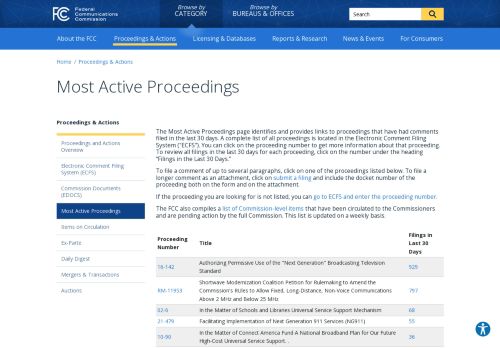 FCC
Federal
Communications
Commission
Browse by
CATEGORY
Browse by
BUREAUS & OFFICES
Search
About the FCC
Proceedings & Actions
Licensing & Databases
Reports & Research
News & Events
For Consumers
Home / Proceedings & Actions
Most Active Proceedings
Proceedings & Actions
Proceedings and Actions
Overview
Electronic Comment Filing
System (ECFS)
Commission Documents
(EDOCS)
Most Active Proceedings
Items on Circulation
Ex-Parte
Daily Digest
Mergers & Transactions
Auctions
The Most Active Proceedings page identifies and provides links to proceedings that have had comments
filed in the last 30 days. A complete list of all proceedings is located in the Electronic Comment Filing
System ("ECFS"). You can click on the proceeding number to get more information about that proceeding.
To review all filings in the last 30 days for each proceeding, click on the number under the heading
"Filings in the Last 30 Days."
To file a comment of up to several paragraphs, click on one of the proceedings listed below. To file a
longer comment as an attachment, click on submit a filing and include the docket number of the
proceeding both on the form and on the attachment.
If the proceeding you are looking for is not listed, you can go to ECFS and enter the proceeding number.
The FCC also compiles a list of Commission-level items that have been circulated to the Commissioners
and are pending action by the full Commission. This list is updated on a weekly basis.
Proceeding
Number
Title
Filings in
Last 30
Days
16-142
Authorizing Permissive Use of the "Next Generation" Broadcasting Television
Standard
929
RM-11953
Shortwave Modernization Coalition Petition for Rulemaking to Amend the
Commission's Rules to Allow Fixed, Long-Distance, Non-Voice Communications
Above 2 MHz and Below 25 MHz
797
02-6
In the Matter of Schools and Libraries Universal Service Support Mechanism
68
21-479
Facilitating Implementation of Next Generation 911 Services (NG911)
55
10-90
In the Matter of Connect America Fund A National Broadband Plan for Our Future
High-Cost Universal Service Support. .
36